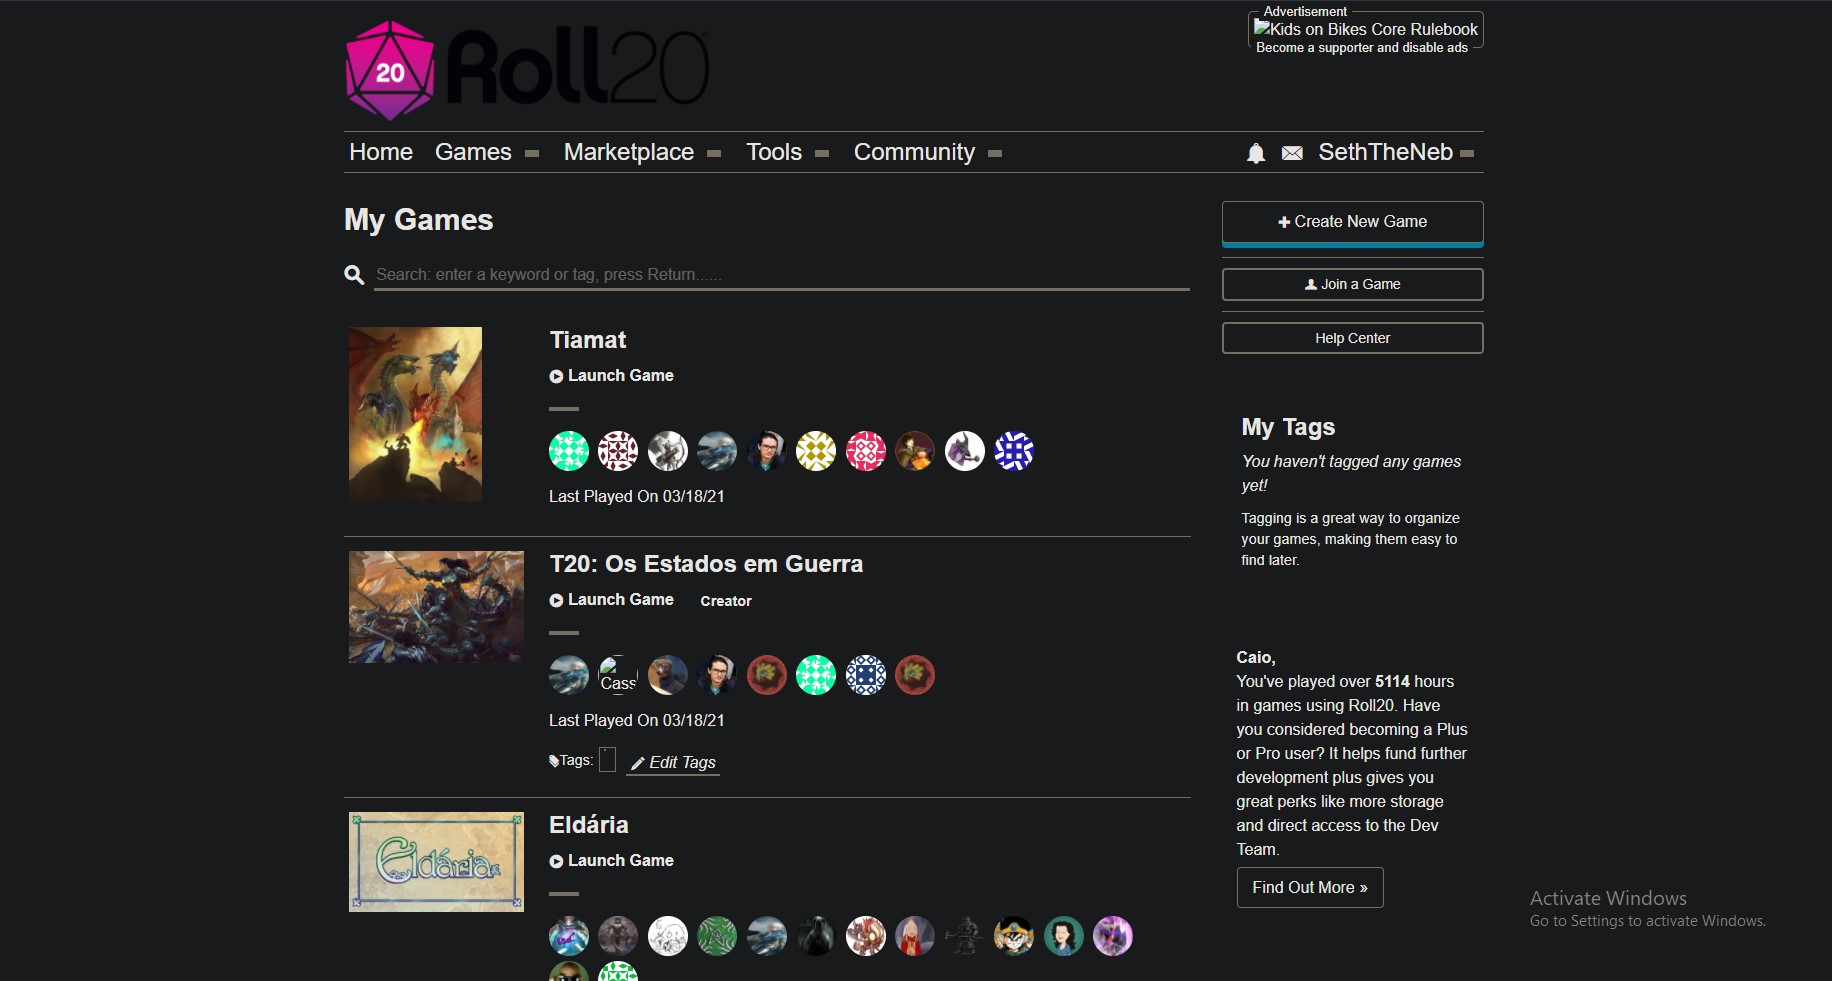 20 Roll20
Advertisement
Kids on Bikes Core Rulebook
Become a supporter and disable ads
Home Games Marketplace Tools Community SethTheNeb
My Games
Search: enter a keyword or tag, press Return......
Create New Game
Join a Game
Help Center
Tiamat
Launch Game
Last Played On 03/18/21
T20: Os Estados em Guerra
Launch Game Creator
Cass
Last Played On 03/18/21
Tags: Edit Tags
Eldária
Eldária
Launch Game
My Tags
You haven't tagged any games
yet!
Tagging is a great way to organize
your games, making them easy to
find later.
Caio,
You've played over 5114 hours
in games using Roll20. Have
you considered becoming a Plus
or Pro user? It helps fund further
development plus gives you
great perks like more storage
and direct access to the Dev
Team.
Find Out More »
Activate Windows
Go to Settings to activate Windows.